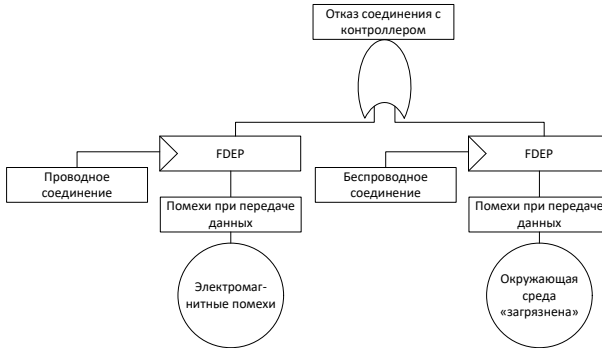 Отказ соединения с
контроллером
FDEP
FDEP
Проводное
соединение
Беспроводное
соединение
Помехи при передаче
данных
Помехи при передаче
данных
Электромаг-
нитные помехи
Окружающая
среда
«загрязнена»